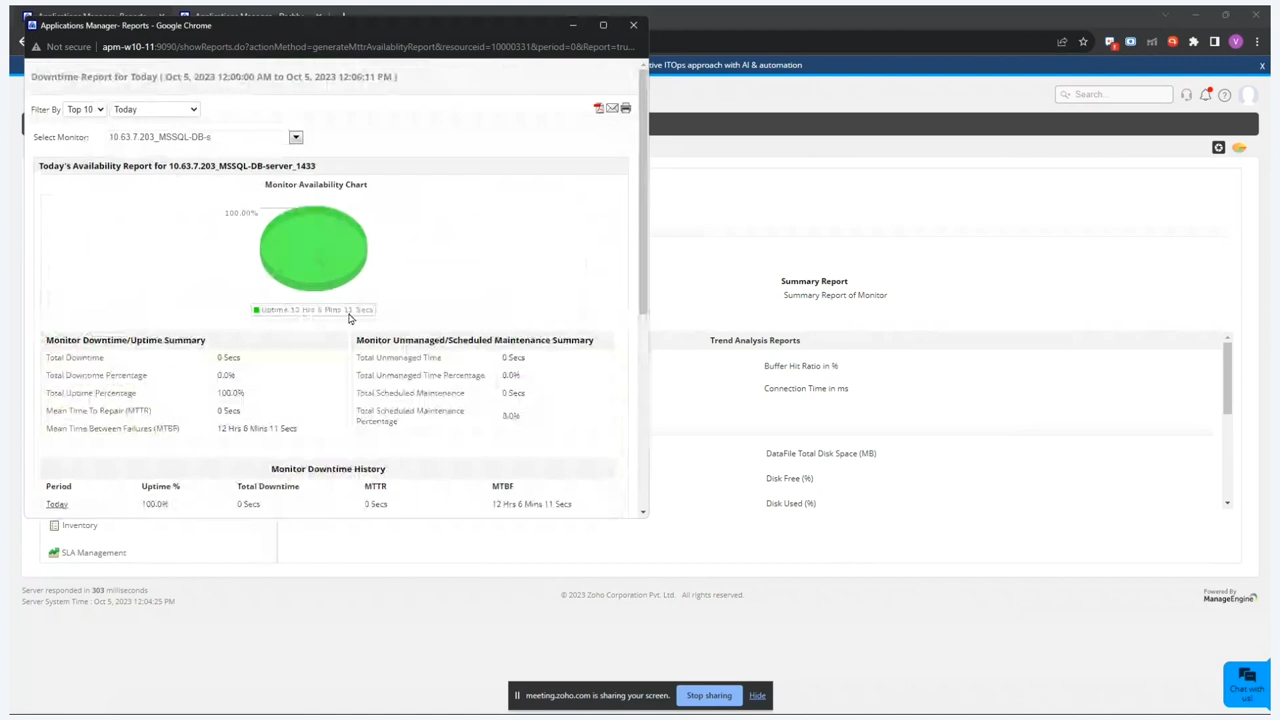 Applications Manager- Reports - Google Chrome
Not secure apm-w10-11:9090/showReports.do?actionMethod=generateMttrAvailablityReport&resourceid=10000331&period=0&Report=tru...
Downtime Report for Today ( Oct 5, 2023 12:00:00 AM to Oct 5, 2023 12:06:11 PM )
tive ITOps approach with AI & automation X
Filter By Top 10 Today
Search...
Select Monitor: 10.63.7.203_MSSQL-DB-s
Today's Availability Report for 10.63.7.203_MSSQL-DB-server_1433
Monitor Availability Chart
100.00%
Uptime 12 Hrs 6 Mins 11 Secs
Summary Report
Summary Report of Monitor
Monitor Downtime/Uptime Summary
Total Downtime 0 Secs
Total Downtime Percentage 0.0%
Total Uptime Percentage 100.0%
Mean Time To Repair (MTTR) 0 Secs
Mean Time Between Failures (MTBF) 12 Hrs 6 Mins 11 Secs
Monitor Unmanaged/Scheduled Maintenance Summary
Total Unmanaged Time 0 Secs
Total Unmanaged Time Percentage 0.0%
Total Scheduled Maintenance 0 Secs
Total Scheduled Maintenance Percentage 0.0%
Trend Analysis Reports
Buffer Hit Ratio in %
Connection Time in ms
DataFile Total Disk Space (MB)
Disk Free (%)
Disk Used (%)
Monitor Downtime History
Period Uptime % Total Downtime MTTR MTBF
Today 100.0% 0 Secs 0 Secs 12 Hrs 6 Mins 11 Secs
Inventory
SLA Management
Server responded in 303 milliseconds
Server System Time : Oct 5, 2023 12:04:25 PM
© 2023 Zoho Corporation Pvt. Ltd. All rights reserved.
Powered By
ManageEngine
meeting.zoho.com is sharing your screen. Stop sharing Hide
Chat with us!